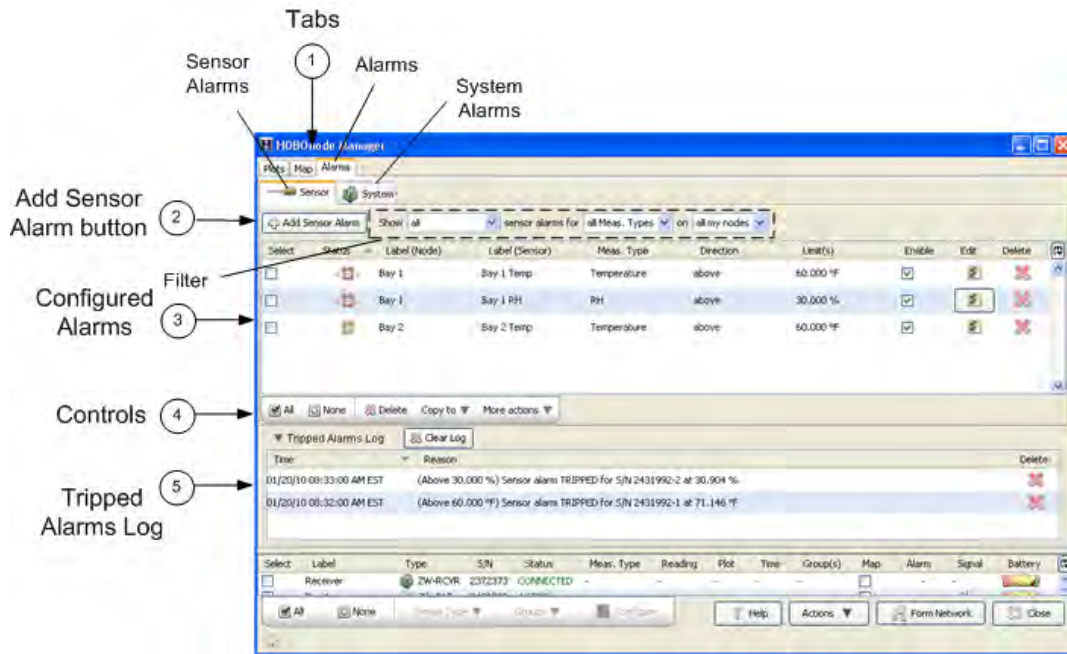 Tabs
1
Sensor Alarms
Alarms
System Alarms
HOBOnode Manager
Plots Map Alarms
Sensor System
Add Sensor Alarm button
2
Add Sensor Alarm Show all sensor alarms for all Meas. Types on all my nodes
Select Status Label (Node) Label (Sensor) Meas. Type Direction Limit(s) Enable Edit Delete
Filter
Bay 1 Bay 1 Temp Temperature above 60.000 °F
Configured Alarms
3
Bay 1 Bay 1 RH RH above 30.000 %
Bay 2 Bay 2 Temp Temperature above 60.000 °F
Controls
4
All None Delete Copy to More actions
Tripped Alarms Log Clear Log
Time Reason Delete
Tripped Alarms Log
5
01/20/10 08:33:00 AM EST (Above 30.000 %) Sensor alarm TRIPPED for S/N 2431992-2 at 30.904 %
01/20/10 08:32:00 AM EST (Above 60.000 °F) Sensor alarm TRIPPED for S/N 2431992-1 at 71.146 °F
Select Label Type S/N Status Meas. Type Reading Plot Time Group(s) Map Alarm Signal Battery
Receiver ZW-RCVR 2372373 CONNECTED - - - - - - -
All None Groups Configure Help Actions Form Network Close